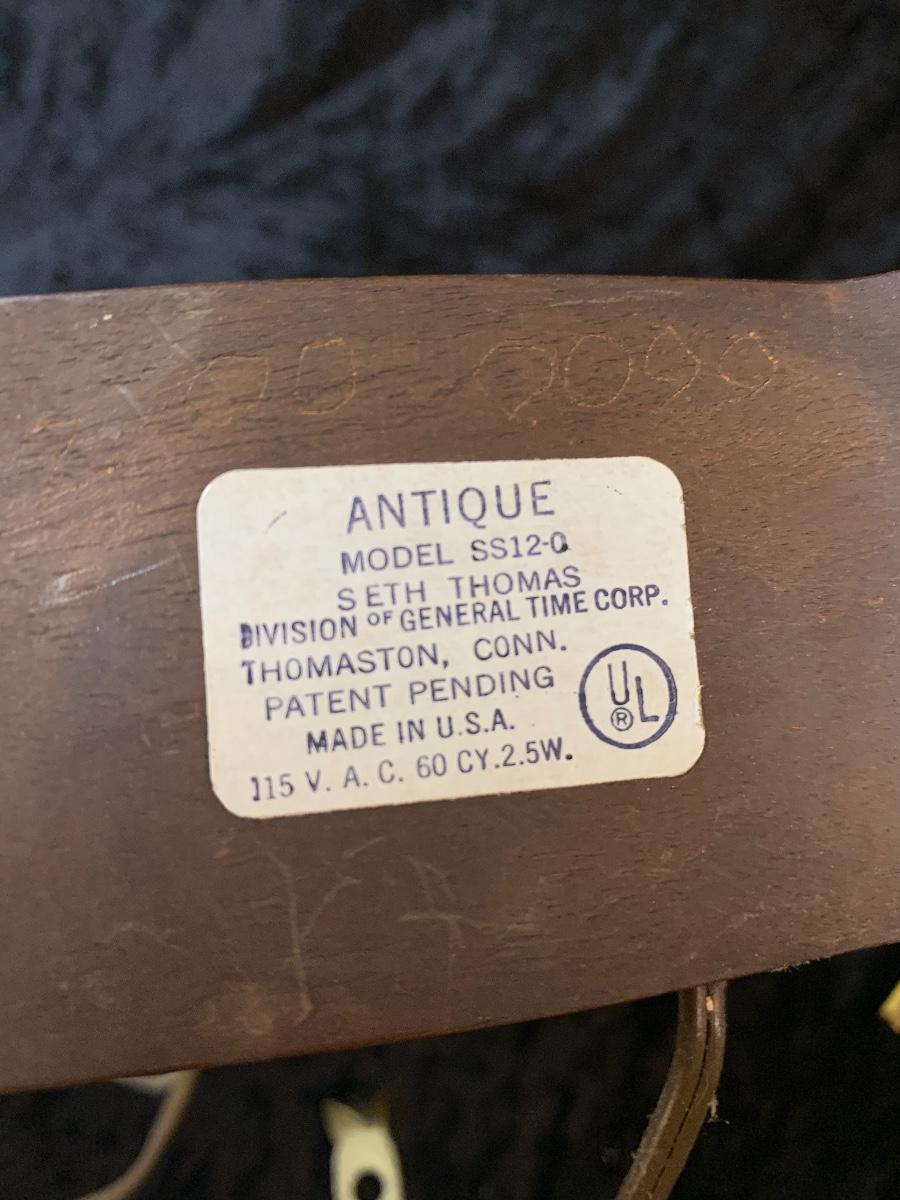 2099
ANTIQUE
MODEL SS12-0
SETH THOMAS
DIVISION OF GENERAL TIME CORP.
THOMASTON, CONN.
PATENT PENDING
MADE IN U.S.A.
115 V. A. C. 60 CY. 2.5W.
UL
®